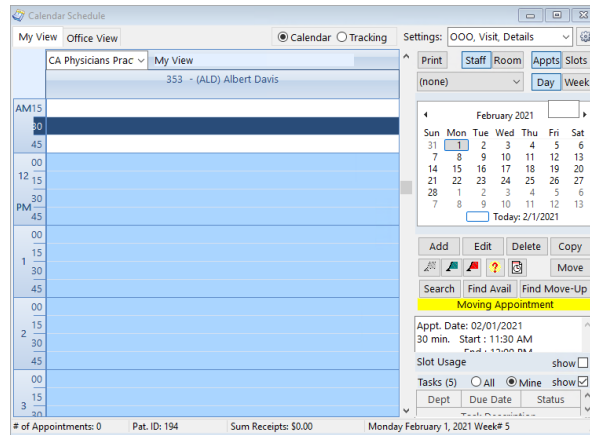 Calendar Schedule
My View Office View Calendar Tracking Settings: OOO, Visit, Details
CA Physicians Prac My View
353 - (ALD) Albert Davis
AM 15
30
45
00
12 15
30
PM
45
00
1 15
30
45
00
2 15
30
45
00
15
3 30
Print Staff Room Appts Slots
(none) Day Week
February 2021
Sun Mon Tue Wed Thu Fri Sat
31 1 2 3 4 5 6
7 8 9 10 11 12 13
14 15 16 17 18 19 20
21 22 23 24 25 26 27
28 1 2 3 4 5 6
7 8 9 10 11 12 13
Today: 2/1/2021
Add Edit Delete Copy
? Move
Search Find Avail Find Move-Up
Moving Appointment
Appt. Date: 02/01/2021
30 min. Start : 11:30 AM
End : 12:00 PM
Slot Usage show
Tasks (5) All Mine show
Dept Due Date Status
Task Description
# of Appointments: 0 Pat. ID: 194 Sum Receipts: $0.00 Monday February 1, 2021 Week# 5